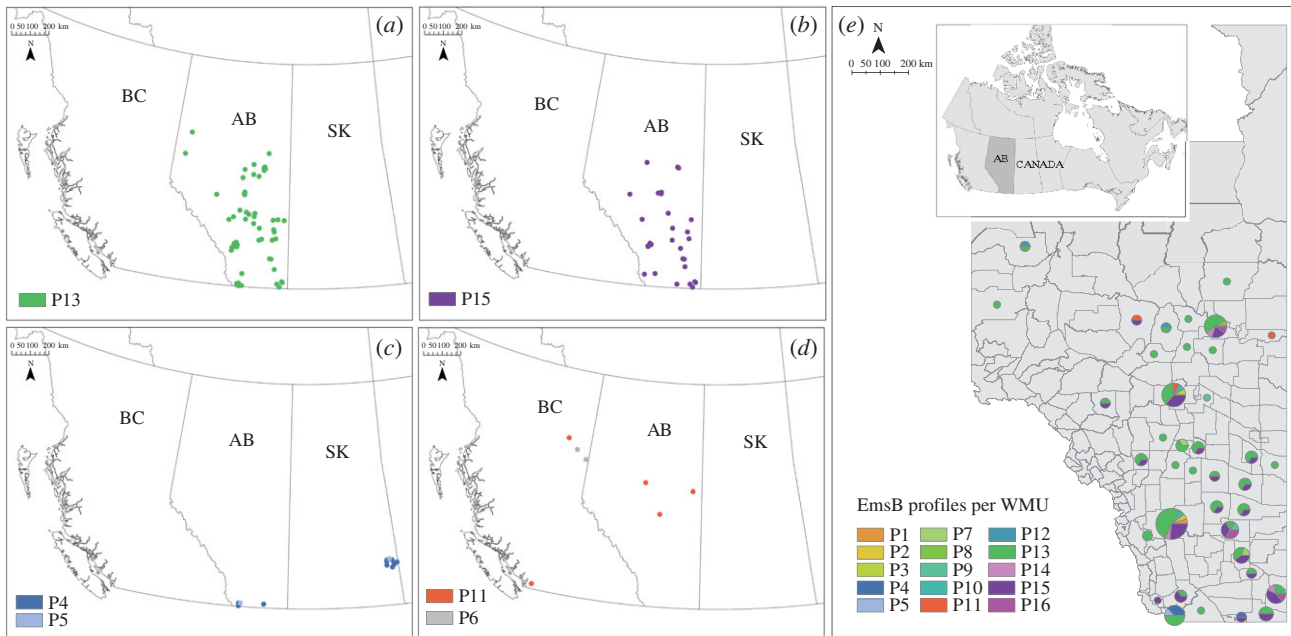 0 50 100 200 km
N
(a)
BC
AB
SK
P13
0 50 100 200 km
N
(b)
BC
AB
SK
P15
0 50 100 200 km
N
(c)
BC
AB
SK
P4
P5
0 50 100 200 km
N
(d)
BC
AB
SK
P11
P6
(e)
N
0 50 100 200 km
AB
CANADA
EmsB profiles per WMU
P1
P2
P3
P4
P5
P7
P8
P9
P10
P11
P12
P13
P14
P15
P16